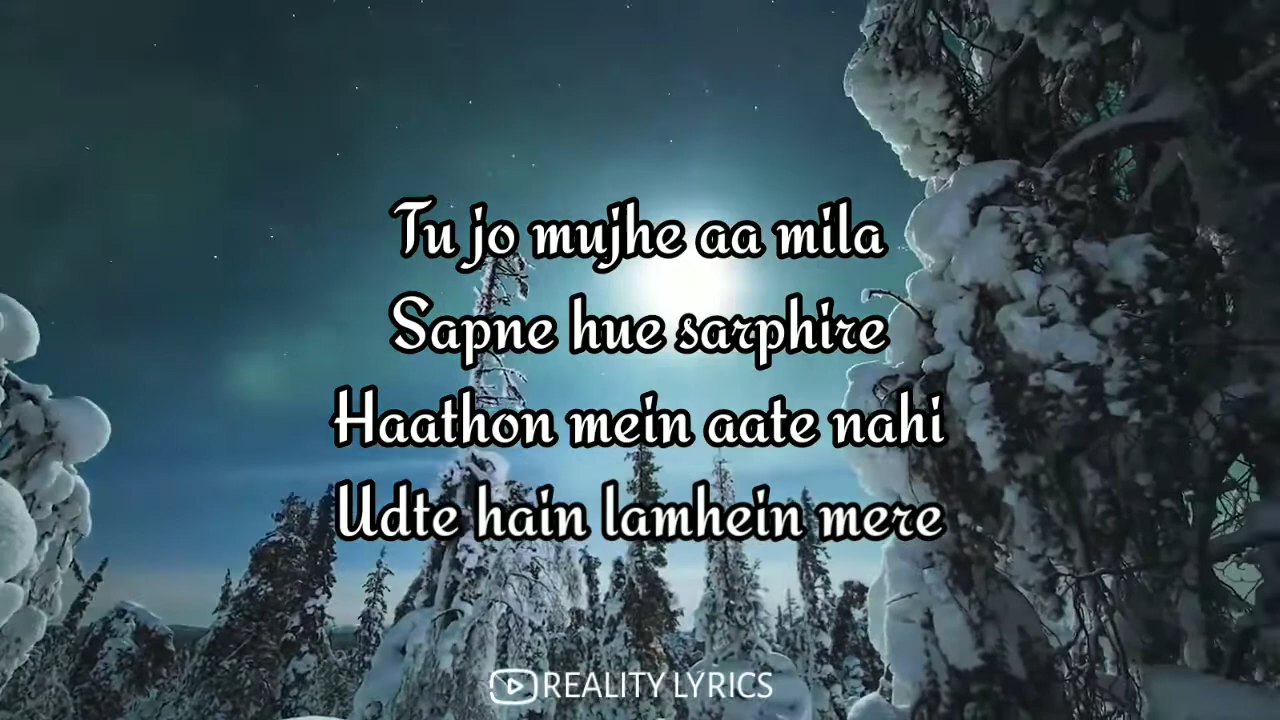 Tu jo mujhe aa mila
Sapne hue sarphire
Haathon mein aate nahi
Udte hain lamhein mere
REALITY LYRICS